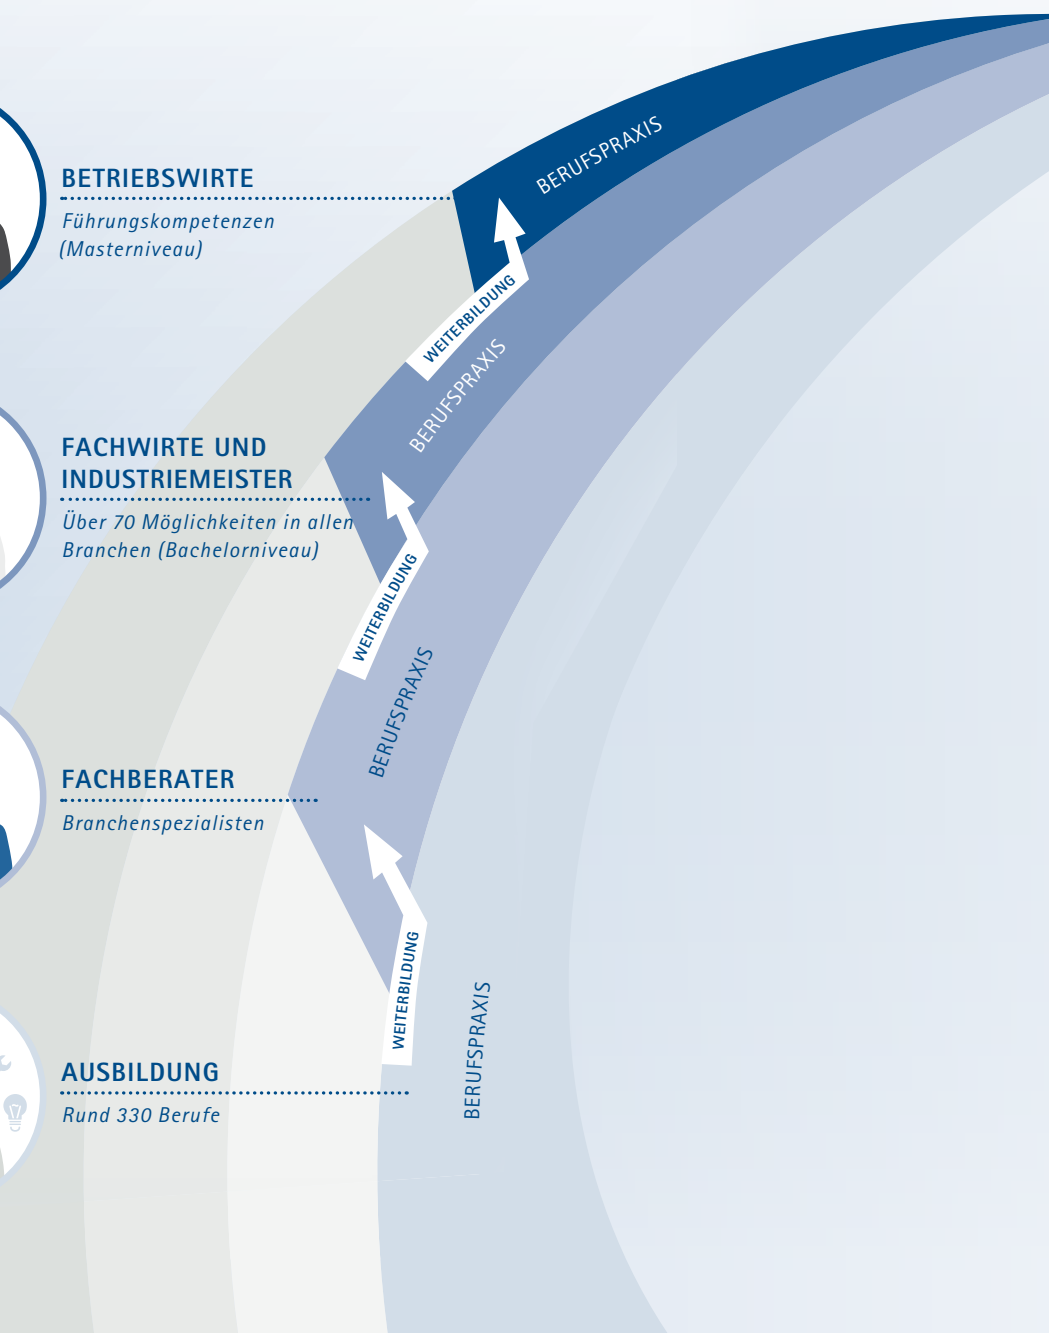 BERUFSPRAXIS
BETRIEBSWIRTE
Führungskompetenzen
(Masterniveau)
WEITERBILDUNG
BERUFSPRAXIS
FACHWIRTE UND
INDUSTRIEMEISTER
Über 70 Möglichkeiten in allen
Branchen (Bachelorniveau)
WEITERBILDUNG
BERUFSPRAXIS
FACHBERATER
Branchenspezialisten
WEITERBILDUNG
BERUFSPRAXIS
AUSBILDUNG
Rund 330 Berufe